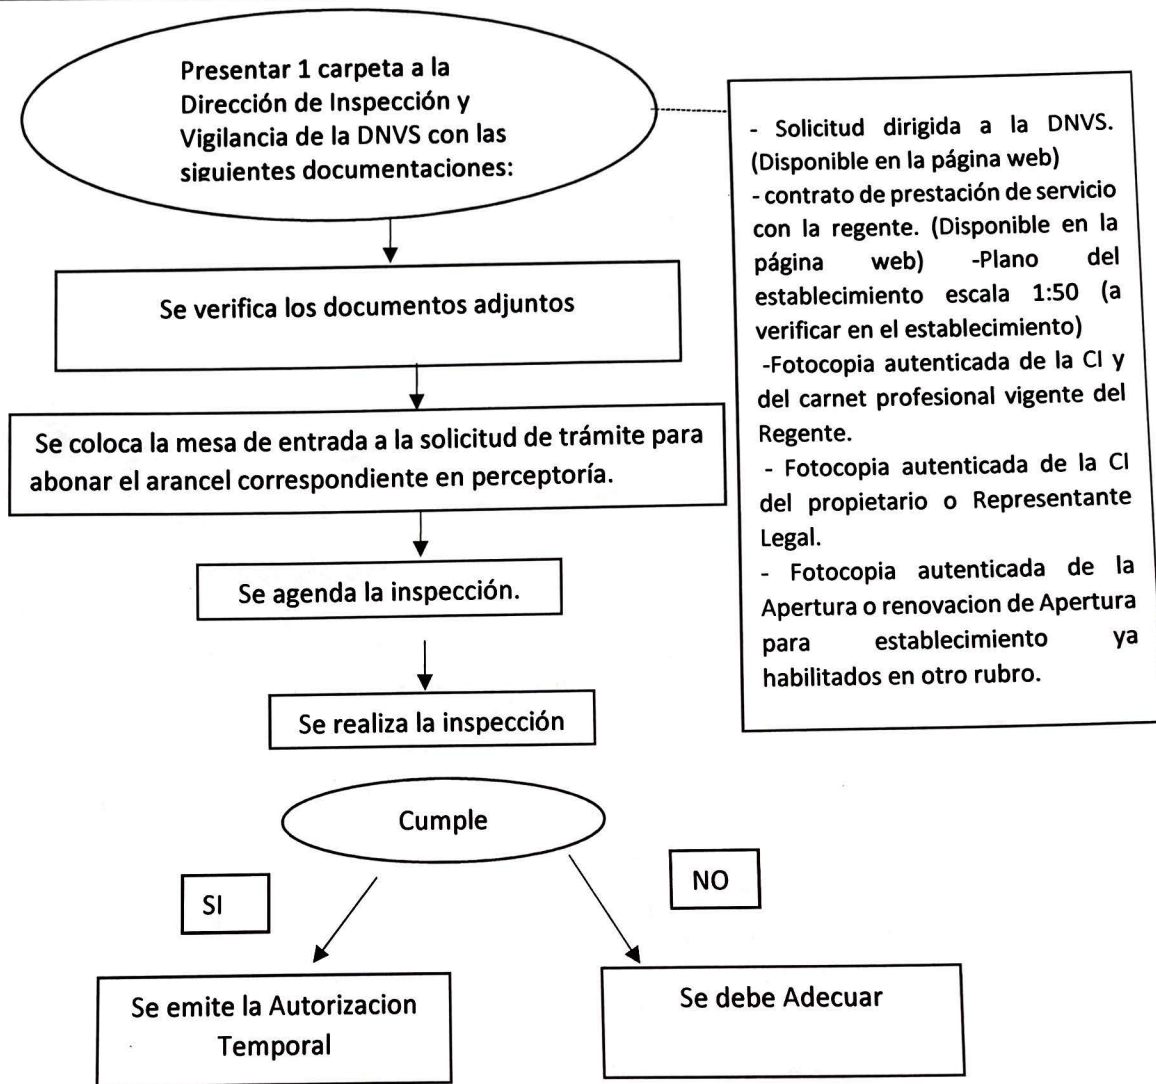 Presentar 1 carpeta a la
Dirección de Inspección y
Vigilancia de la DNVS con las
siguientes documentaciones:
- Solicitud dirigida a la DNVS.
(Disponible en la página web)
- contrato de prestación de servicio
con la regente. (Disponible en la
página web) -Plano del
establecimiento escala 1:50 (a
verificar en el establecimiento)
-Fotocopia autenticada de la CI y
del carnet profesional vigente del
Regente.
- Fotocopia autenticada de la CI
del propietario o Representante
Legal.
- Fotocopia autenticada de la
Apertura o renovacion de Apertura
para establecimiento ya
habilitados en otro rubro.
Se verifica los documentos adjuntos
Se coloca la mesa de entrada a la solicitud de trámite para
abonar el arancel correspondiente en perceptoría.
Se agenda la inspección.
Se realiza la inspección
Cumple
SI
NO
Se emite la Autorizacion
Temporal
Se debe Adecuar